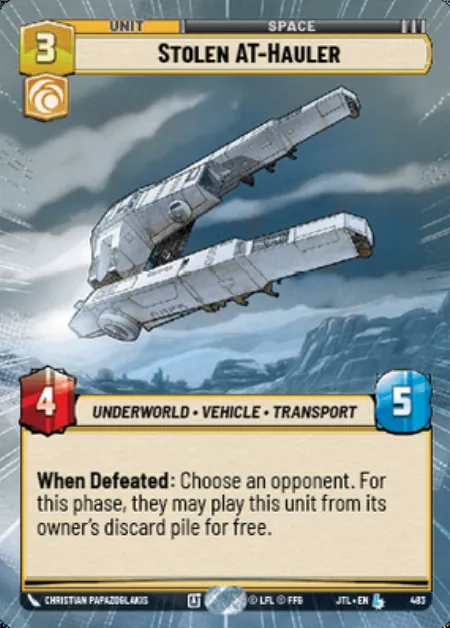 UNIT
SPACE
3
STOLEN AT-HAULER
4
UNDERWORLD • VEHICLE • TRANSPORT
5
When Defeated: Choose an opponent. For
this phase, they may play this unit from its
owner's discard pile for free.
CHRISTIAN PAPAZOGLAKIS
© LFL © FFG
JTL • EN
483